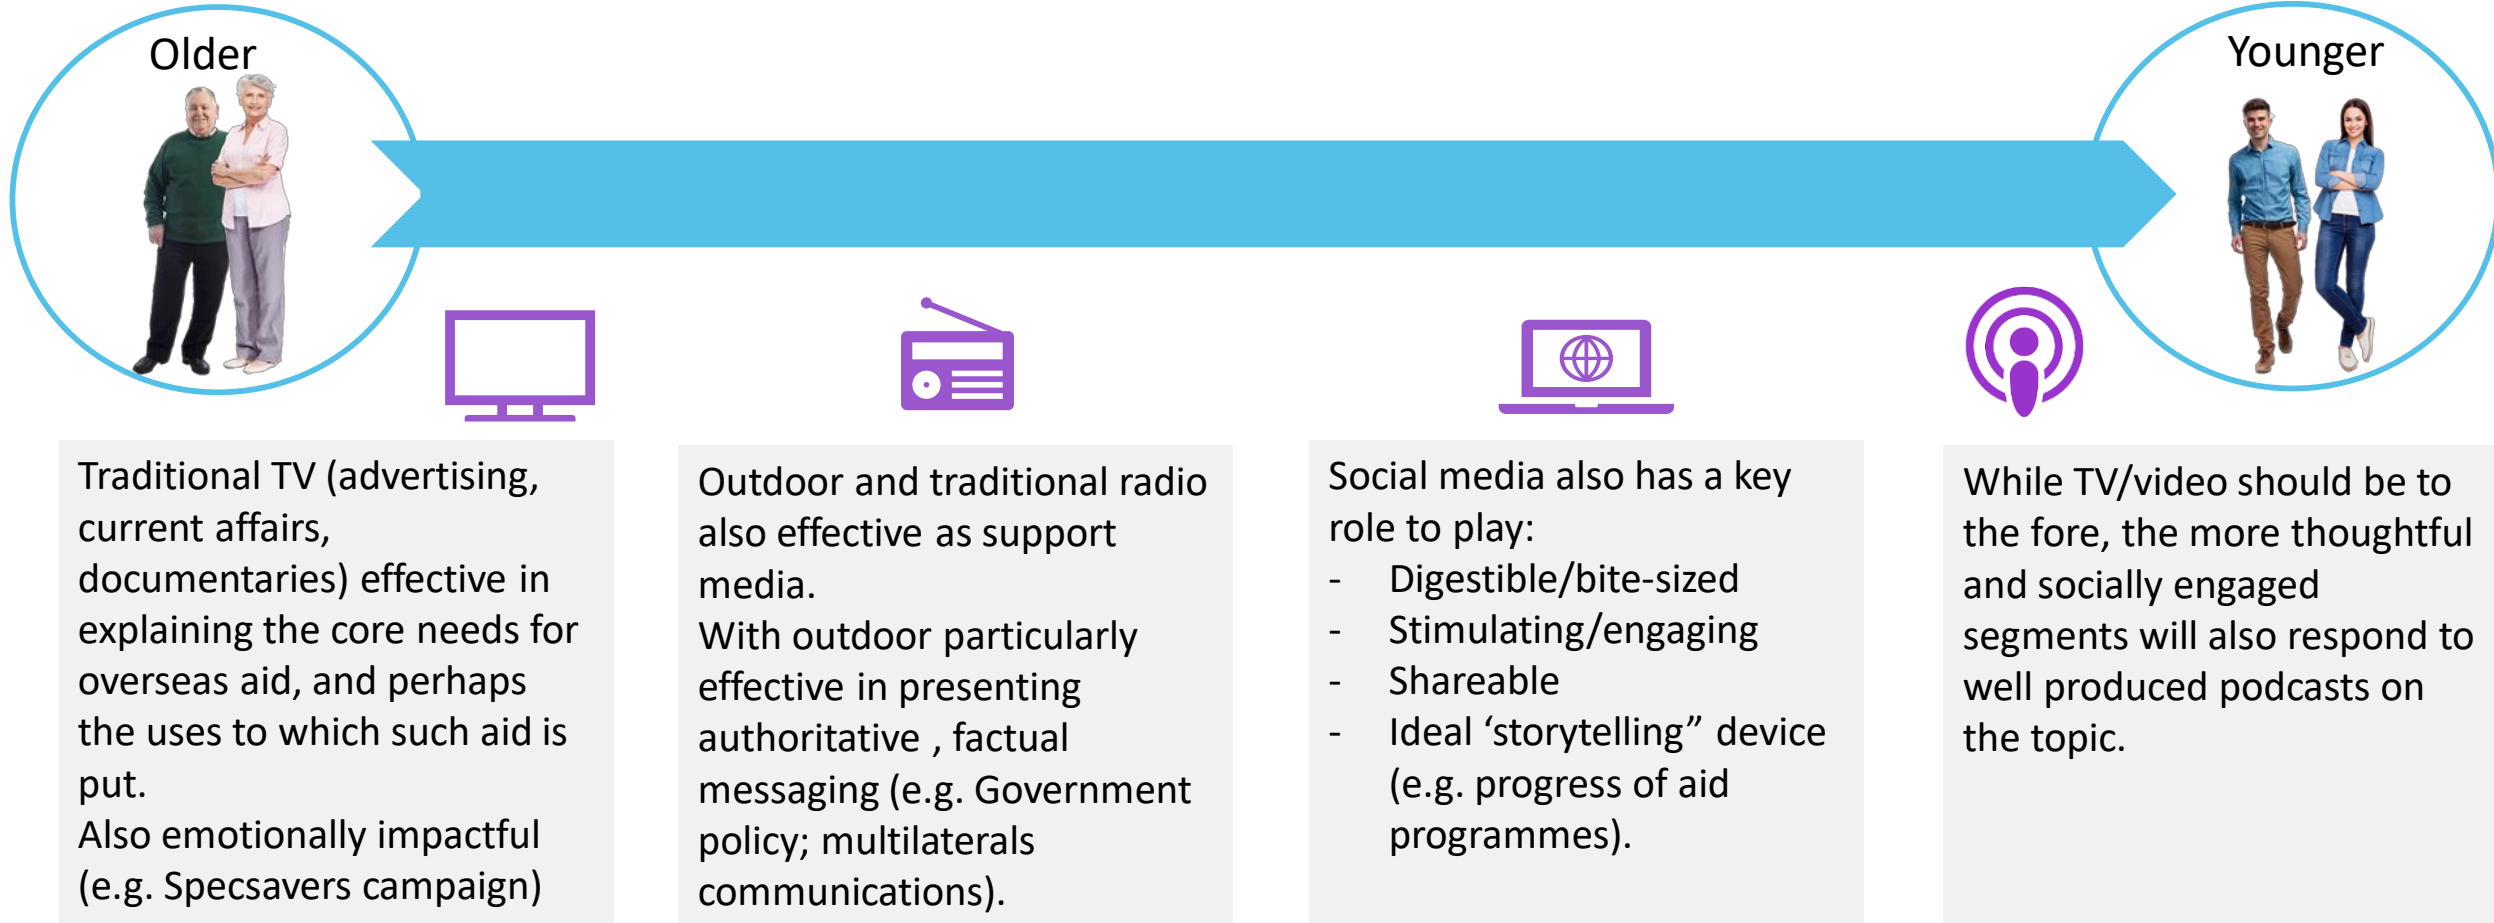 Older
Younger
Traditional TV (advertising,
current affairs,
documentaries) effective in
explaining the core needs for
overseas aid, and perhaps
the uses to which such aid is
put.
Also emotionally impactful
(e.g. Specsavers campaign)
Outdoor and traditional radio
also effective as support
media.
With outdoor particularly
effective in presenting
authoritative , factual
messaging (e.g. Government
policy; multilaterals
communications).
Social media also has a key
role to play:
- Digestible/bite-sized
- Stimulating/engaging
- Shareable
- Ideal ‘storytelling” device
(e.g. progress of aid
programmes).
While TV/video should be to
the fore, the more thoughtful
and socially engaged
segments will also respond to
well produced podcasts on
the topic.